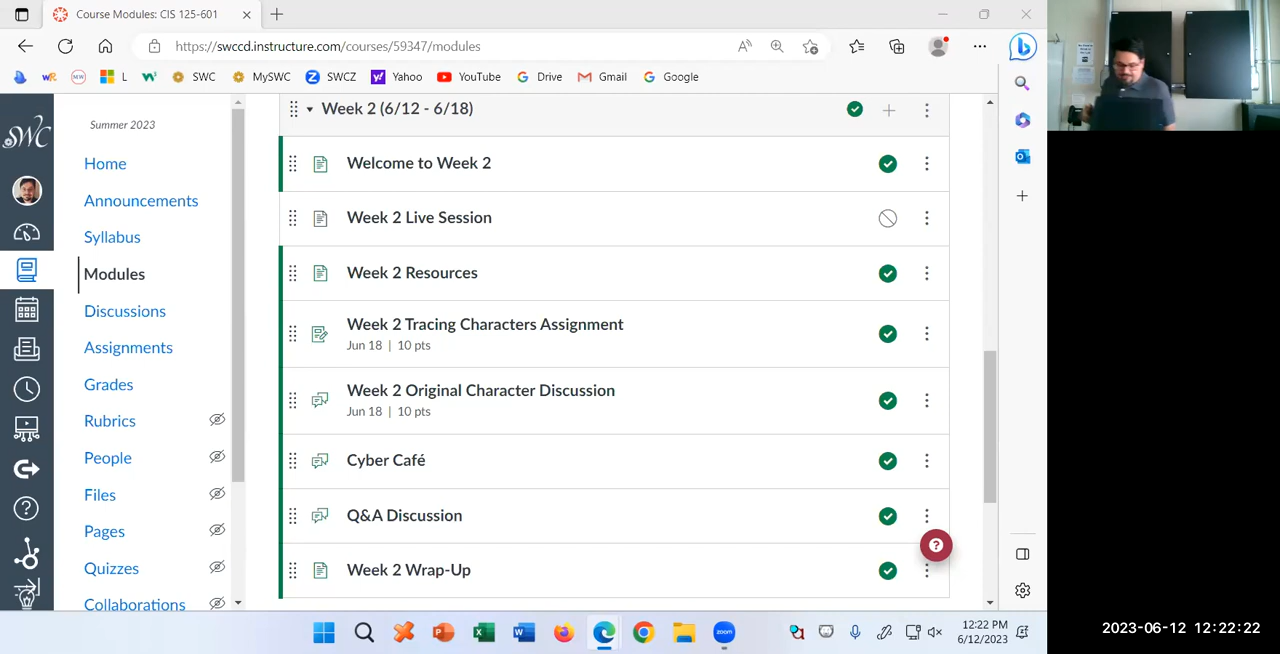 Course Modules: CIS 125-601
https://swccd.instructure.com/courses/59347/modules
L
SWC
MySWC
SWCZ
Yahoo
YouTube
Drive
Gmail
Google
SWC
Summer 2023
Home
Announcements
Syllabus
Modules
Discussions
Assignments
Grades
Rubrics
People
Files
Pages
Quizzes
Collaborations
Week 2 (6/12 - 6/18)
Welcome to Week 2
Week 2 Live Session
Week 2 Resources
Week 2 Tracing Characters Assignment
Jun 18 | 10 pts
Week 2 Original Character Discussion
Jun 18 | 10 pts
Cyber Café
Q&A Discussion
Week 2 Wrap-Up
zoom
12:22 PM
6/12/2023
2023-06-12 12:22:22